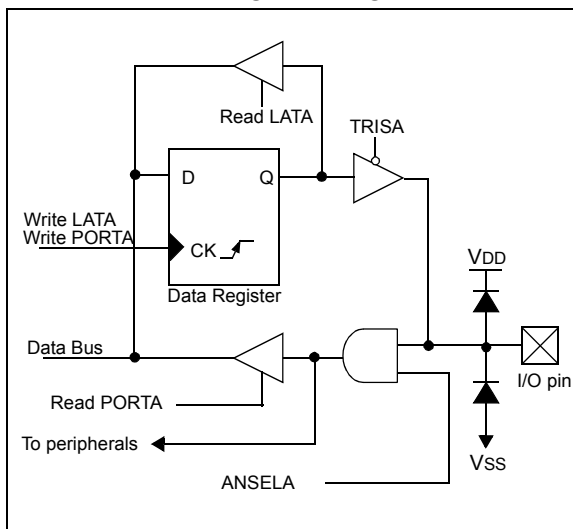 Read LATA
TRISA
D
Q
Write LATA
Write PORTA
CK
Data Register
VDD
Data Bus
I/O pin
Read PORTA
To peripherals
VSS
ANSELA